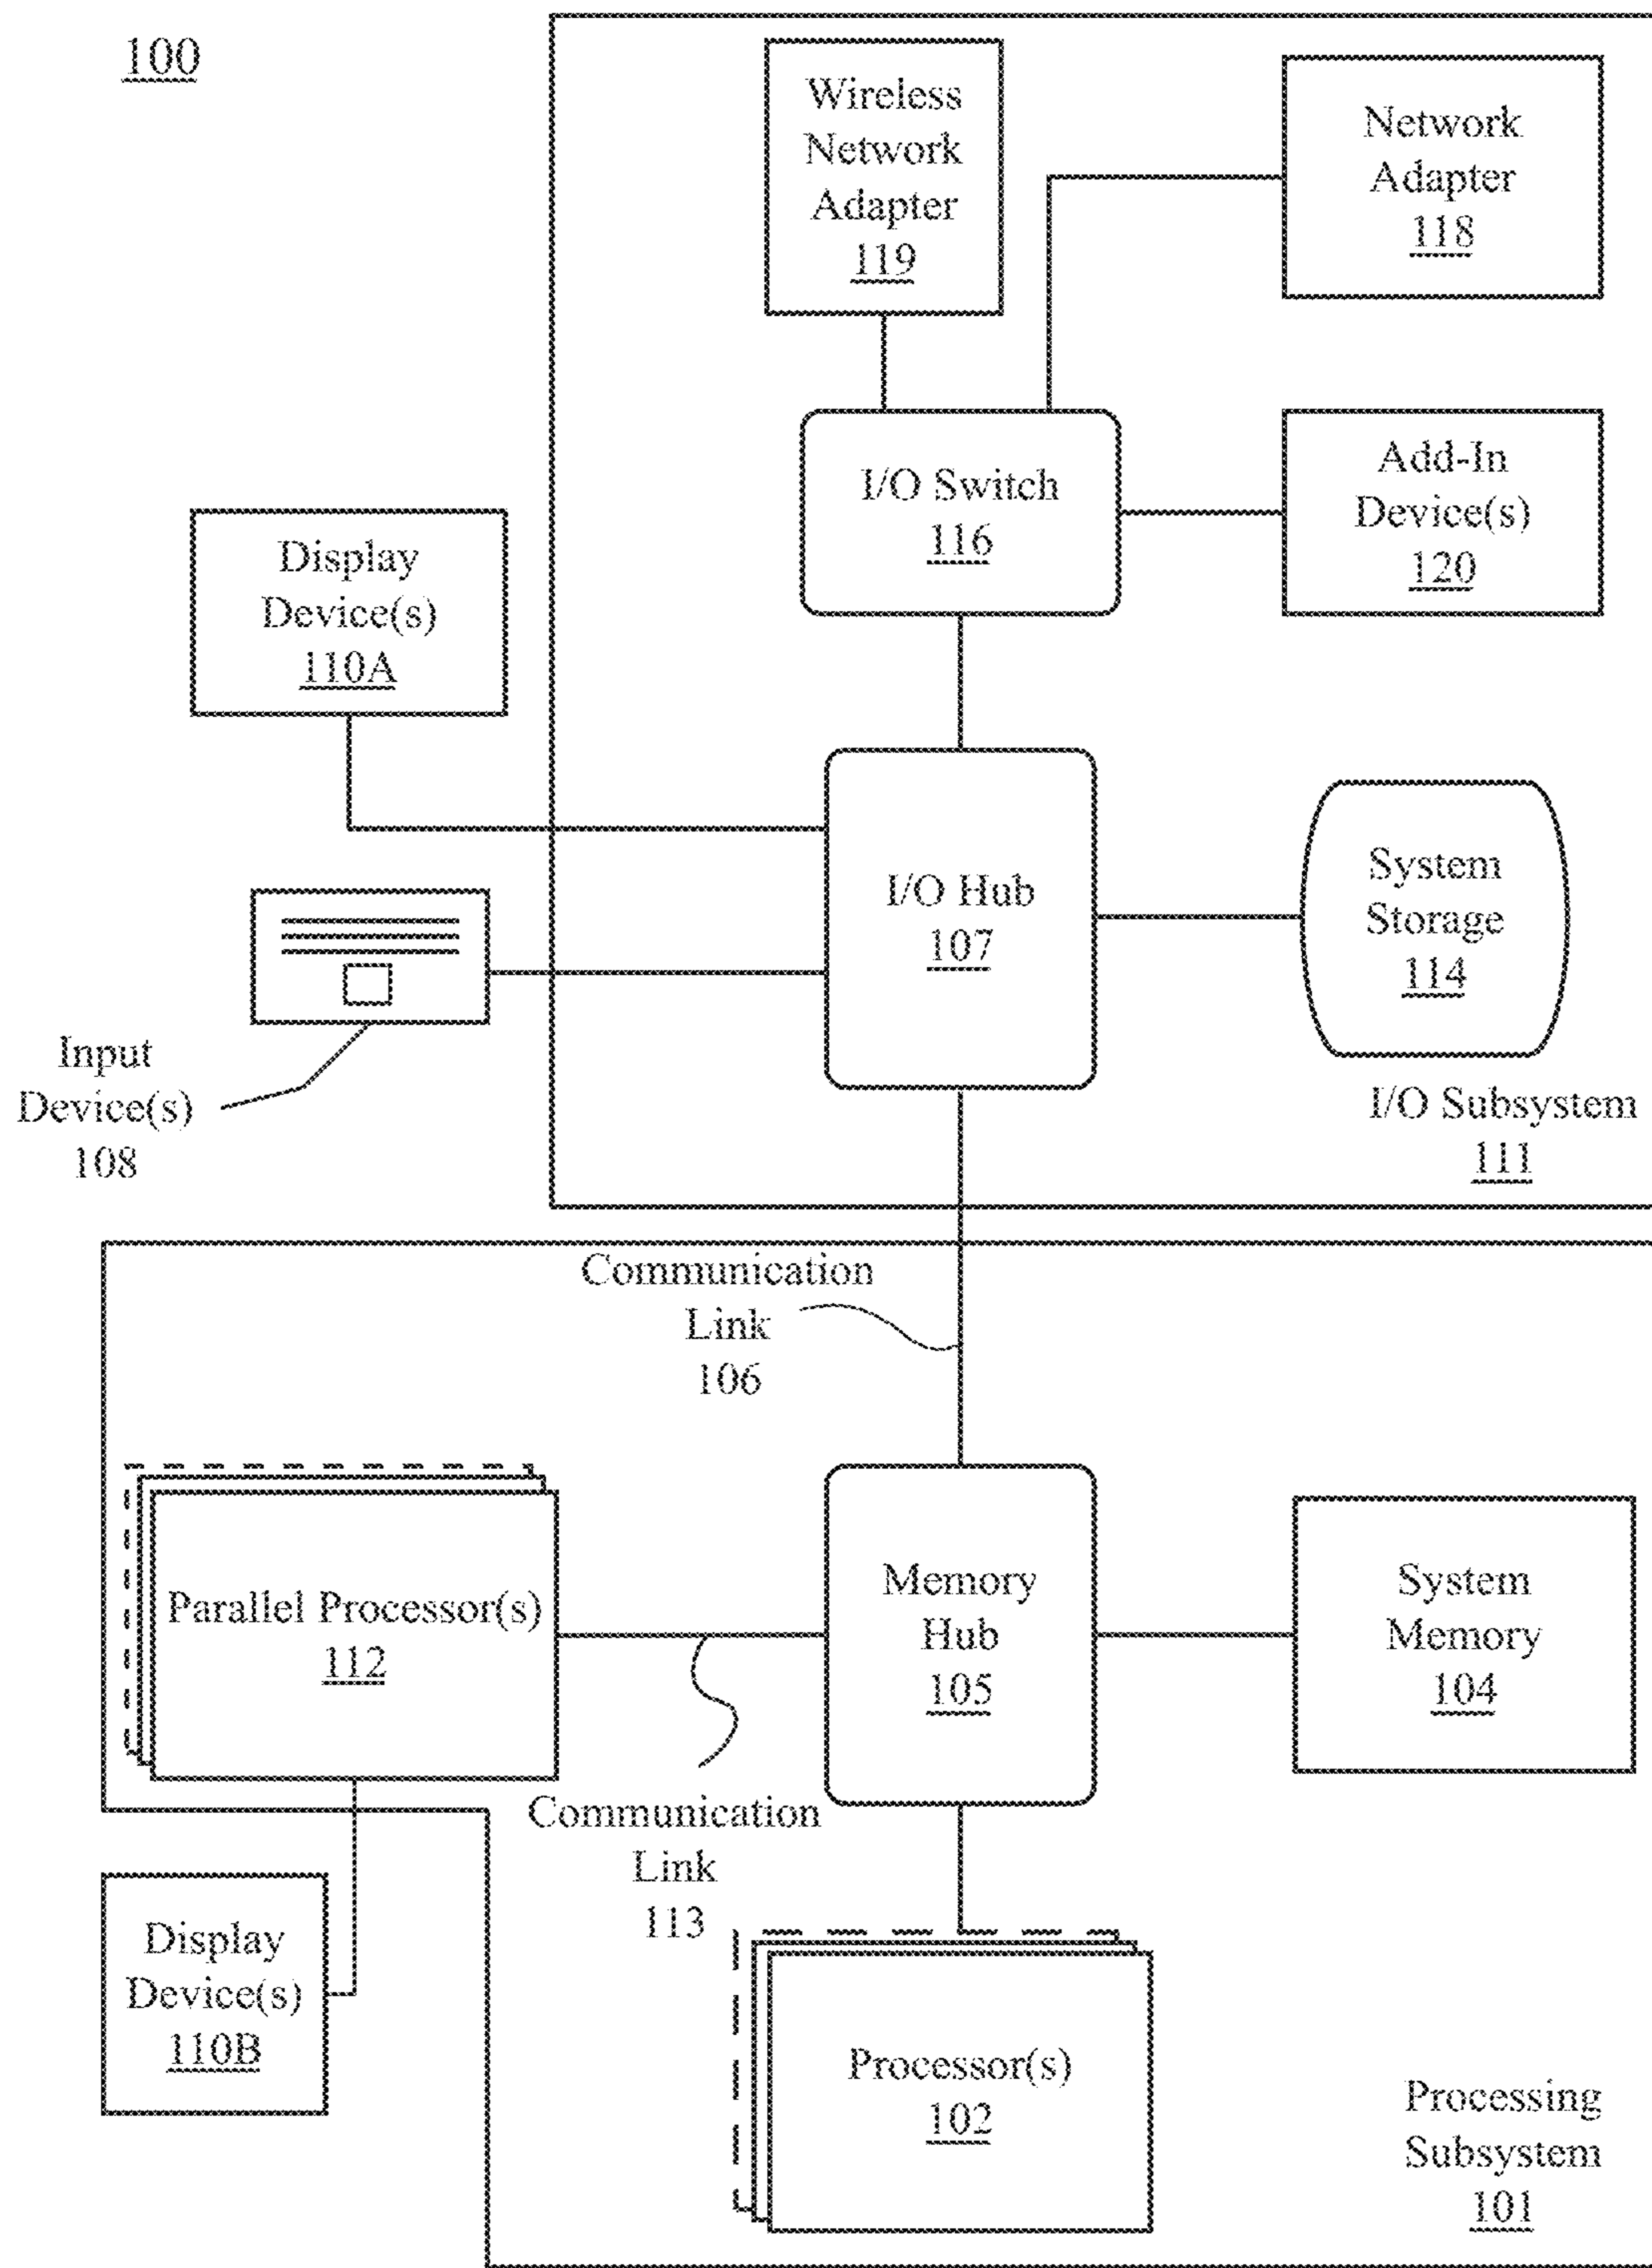 100
Wireless
Network
Adapter
119
Network
Adapter
118
I/O Switch
116
Add-In
Device(s)
120
Display
Device(s)
110A
I/O Hub
107
System
Storage
114
Input
Device(s)
108
I/O Subsystem
111
Communication
Link
106
Parallel Processor(s)
112
Memory
Hub
105
System
Memory
104
Communication
Link
113
Display
Device(s)
110B
Processor(s)
102
Processing
Subsystem
101